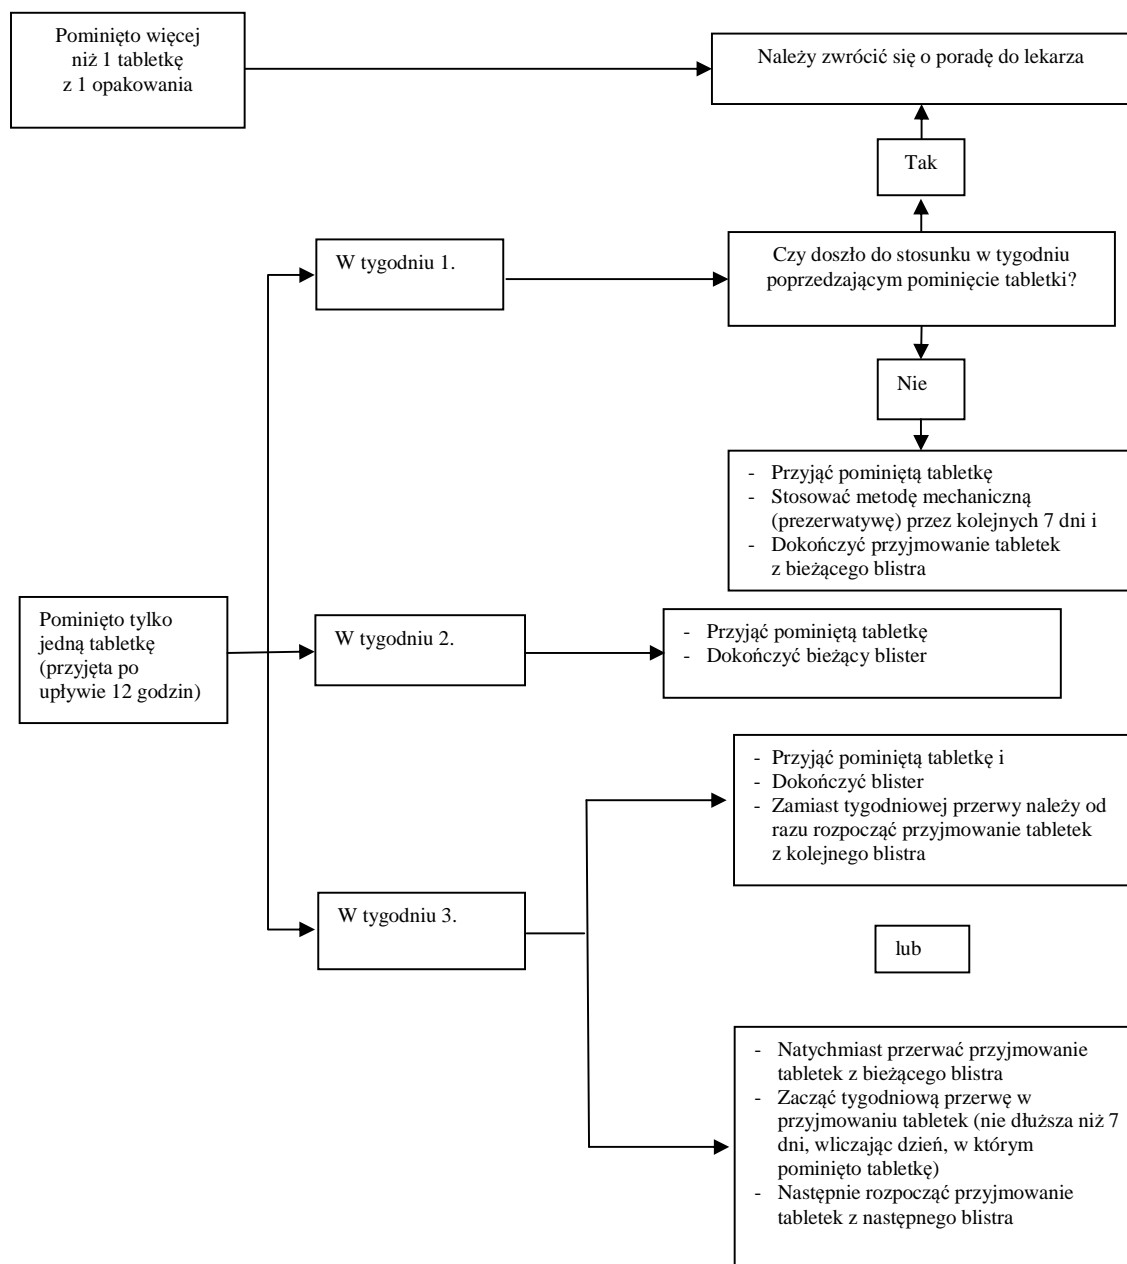 Pominięto więcej
niż 1 tabletkę
z 1 opakowania
Należy zwrócić się o poradę do lekarza
Tak
W tygodniu 1.
Czy doszło do stosunku w tygodniu
poprzedzającym pominięcie tabletki?
Nie
- Przyjąć pominiętą tabletkę
- Stosować metodę mechaniczną
(prezerwatywę) przez kolejnych 7 dni i
- Dokończyć przyjmowanie tabletek
z bieżącego blistra
Pominięto tylko
jedną tabletkę
(przyjęta po
upływie 12 godzin)
W tygodniu 2.
- Przyjąć pominiętą tabletkę
- Dokończyć bieżący blister
W tygodniu 3.
- Przyjąć pominiętą tabletkę i
- Dokończyć blister
- Zamiast tygodniowej przerwy należy od
razu rozpocząć przyjmowanie tabletek
z kolejnego blistra
lub
- Natychmiast przerwać przyjmowanie
tabletek z bieżącego blistra
- Zacząć tygodniową przerwę w
przyjmowaniu tabletek (nie dłuższa niż 7
dni, wliczając dzień, w którym
pominięto tabletkę)
- Następnie rozpocząć przyjmowanie
tabletek z następnego blistra